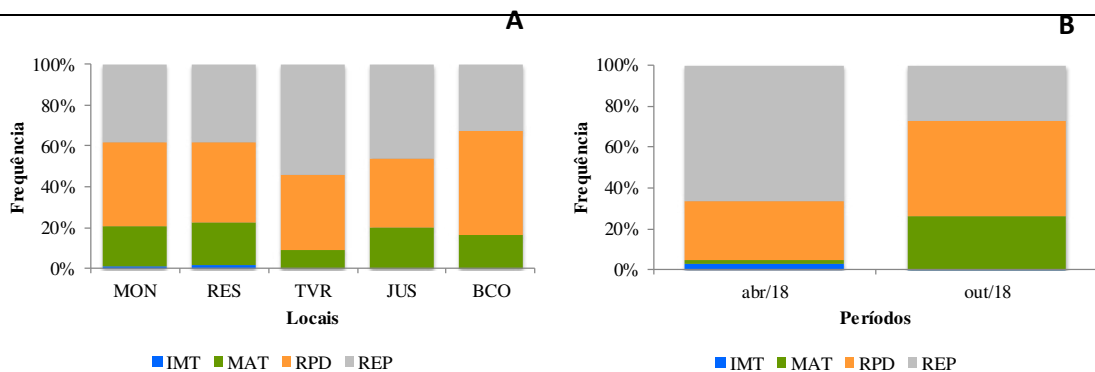 A
100%
80%
60%
40%
20%
0%
Frequência
MON RES TVR JUS BCO
Locais
IMT MAT RPD REP
B
100%
80%
60%
40%
20%
0%
Frequência
abr/18 out/18
Períodos
IMT MAT RPD REP